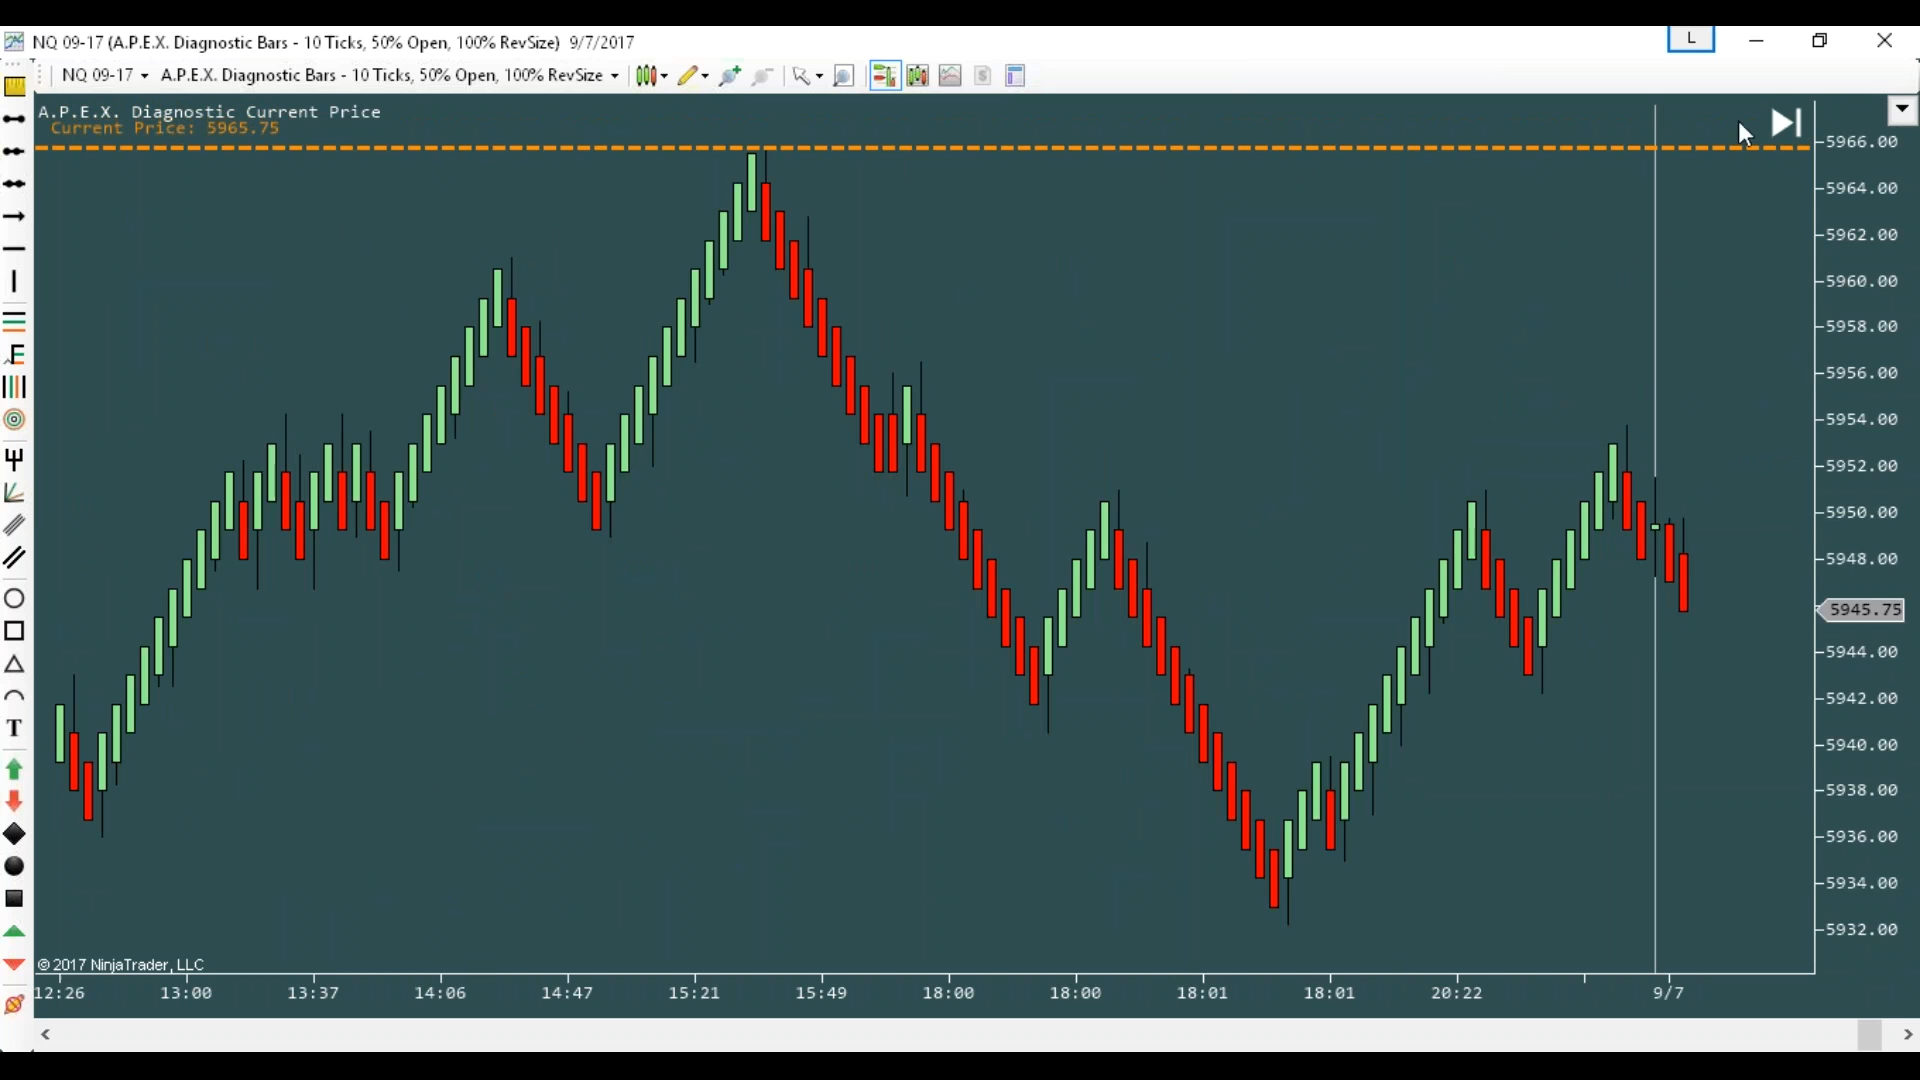 NQ 09-17 (A.P.E.X. Diagnostic Bars - 10 Ticks, 50% Open, 100% RevSize)  9/7/2017
L
NQ 09-17 A.P.E.X. Diagnostic Bars - 10 Ticks, 50% Open, 100% RevSize
A.P.E.X. Diagnostic Current Price
Current Price: 5965.75
5966.00
5964.00
5962.00
5960.00
5958.00
5956.00
5954.00
5952.00
5950.00
5948.00
5945.75
5944.00
5942.00
5940.00
5938.00
5936.00
5934.00
5932.00
T
© 2017 NinjaTrader, LLC
12:26 13:00 13:37 14:06 14:47 15:21 15:49 18:00 18:00 18:01 18:01 20:22 9/7